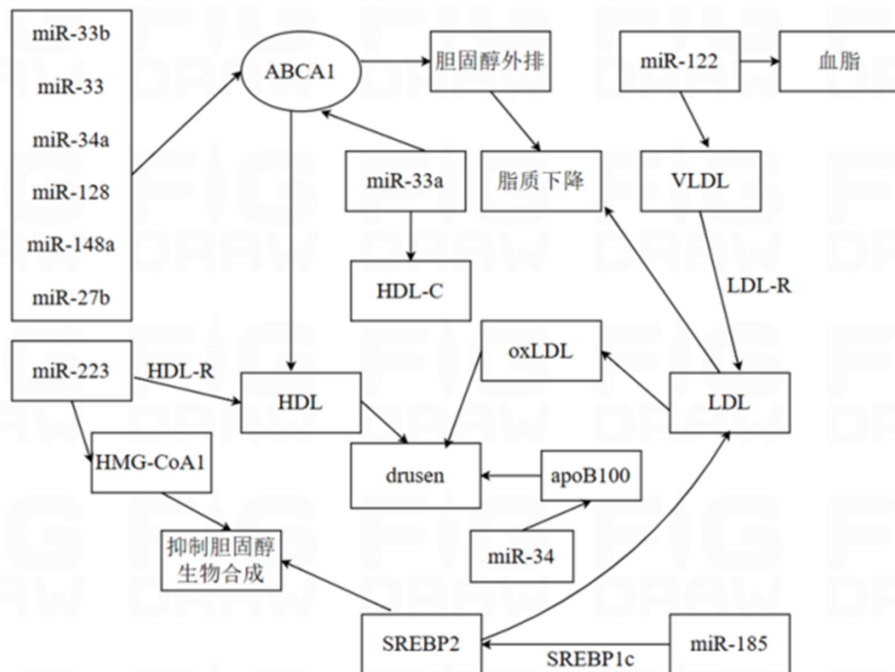 miR-33b
miR-33
miR-34a
miR-128
miR-148a
miR-27b
ABCA1
胆固醇外排
miR-122
血脂
miR-33a
脂质下降
VLDL
HDL-C
LDL-R
oxLDL
miR-223
HDL-R
HDL
LDL
HMG-CoA1
drusen
apoB100
抑制胆固醇
生物合成
miR-34
SREBP2
SREBP1c
miR-185
FIG
DRAW